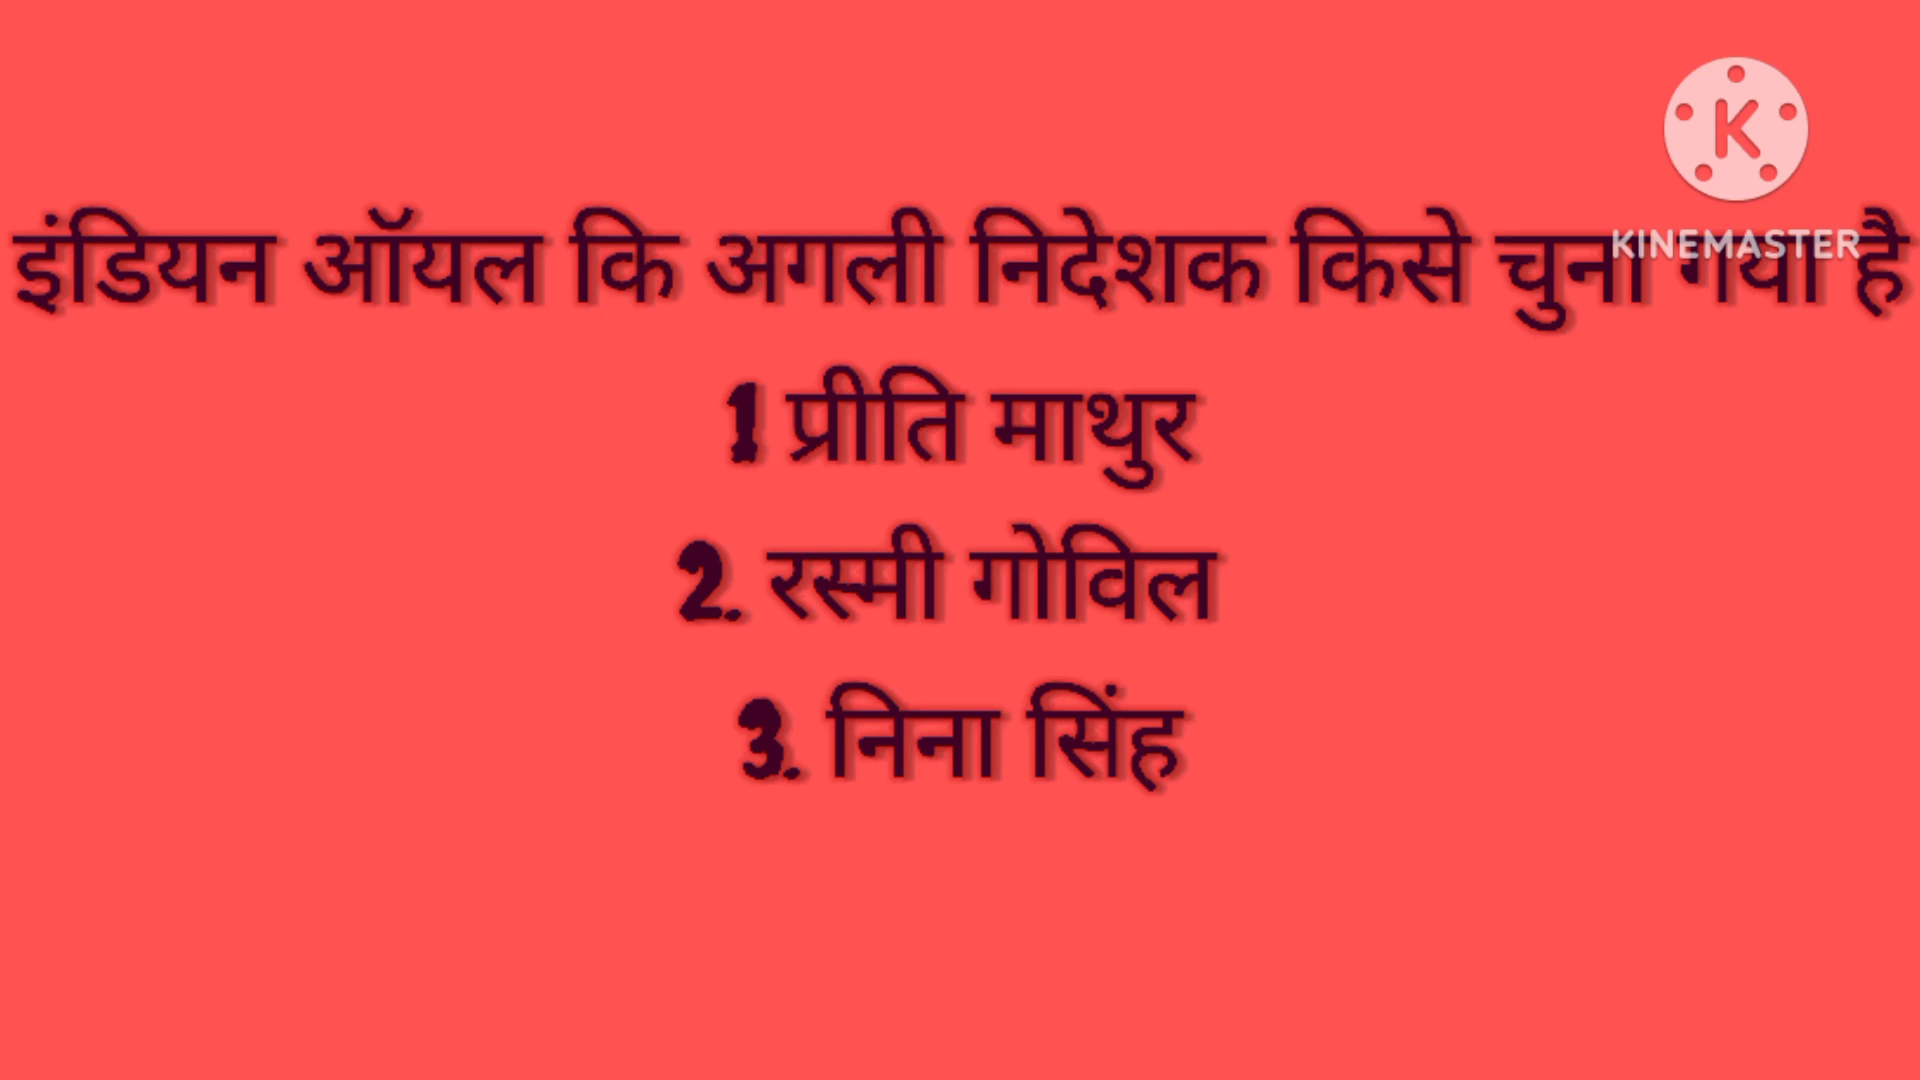 K
KINEMASTER
इंडियन ऑयल कि अगली निदेशक किसे चुना गया है
1 प्रीति माथुर
2. रस्मी गोविल
3. निना सिंह